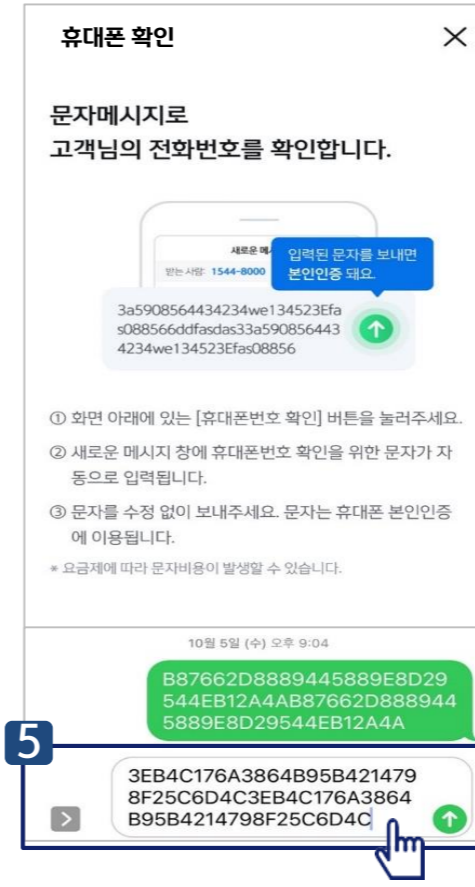 휴대폰 확인
문자메시지로
고객님의 전화번호를 확인합니다.
새로운 메
입력된 문자를 보내면
받는 사람: 1544-8000
본인인증 돼요.
3a5908564434234we134523Efa
s088566ddfasdas33a590856443
4234we134523Efas08856
① 화면 아래에 있는 [휴대폰번호 확인] 버튼을 눌러주세요.
② 새로운 메시지 창에 휴대폰번호 확인을 위한 문자가 자
동으로 입력됩니다.
③ 문자를 수정 없이 보내주세요. 문자는 휴대폰 본인인증
에 이용됩니다.
* 요금제에 따라 문자비용이 발생할 수 있습니다.
10월 5일 (수) 오후 9:04
B87662D8889445889E8D29
544EB12A4AB87662D888944
5889E8D29544EB12A4A
5
3EB4C176A3864B95B421479
8F25C6D4C3EB4C176A3864
B95B4214798F25C6D4C